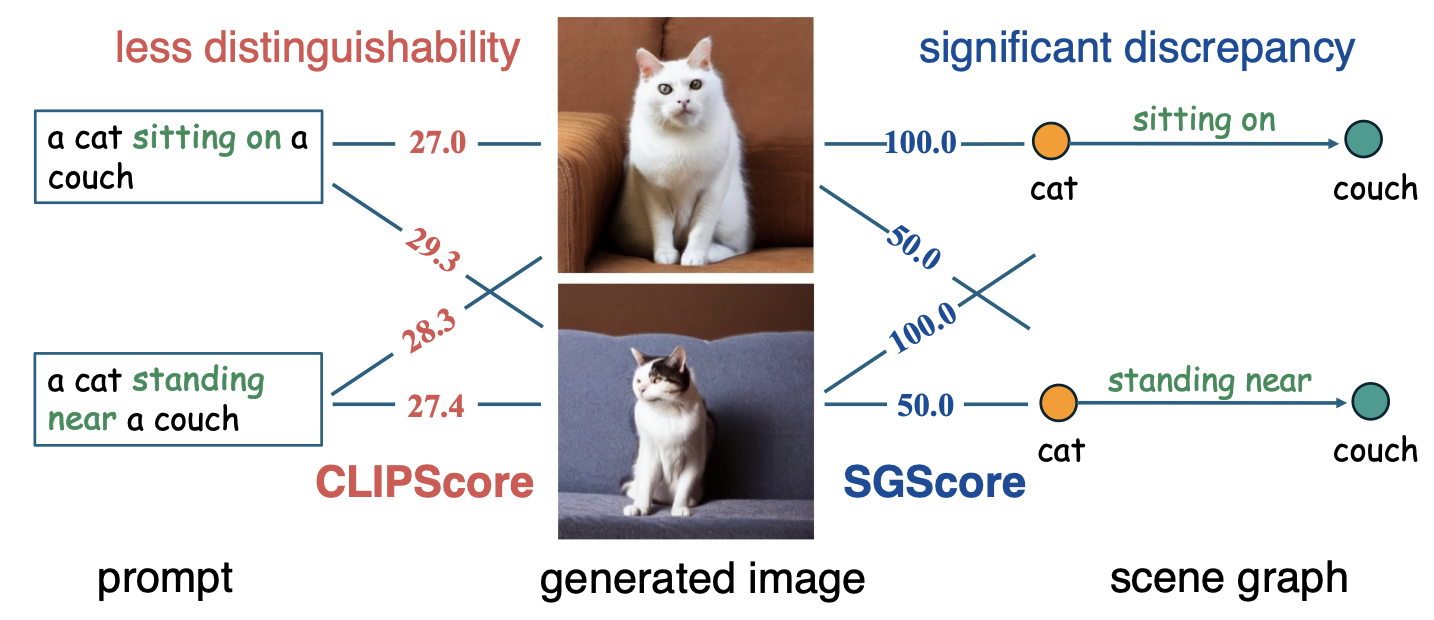 less distinguishability
significant discrepancy
a cat sitting on a
couch
27.0
100.0
sitting on
cat
couch
29.3
50.0
28.3
100.0
a cat standing
near a couch
27.4
50.0
standing near
cat
couch
CLIPScore
SGScore
prompt
generated image
scene graph